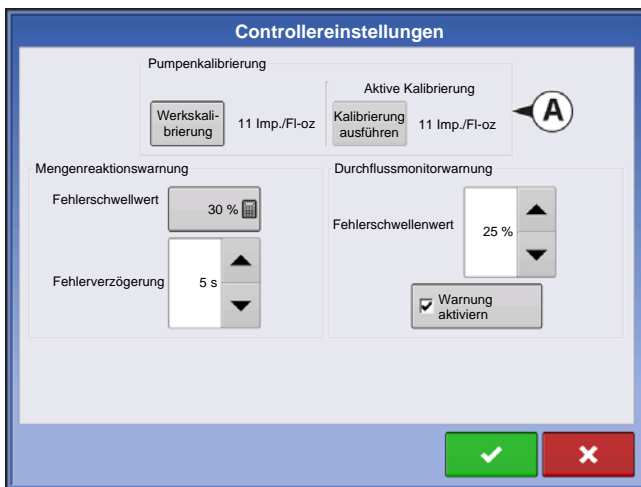 Controllereinstellungen
Pumpenkalibrierung
Aktive Kalibrierung
Werkskali-
brierung
11 Imp./Fl-oz
Kalibrierung
ausführen
11 Imp./Fl-oz
A
Mengenreaktionswarnung
Fehlerschwellwert
30 %
Fehlerverzögerung
5 s
Durchflussmonitorwarnung
Fehlerschwellenwert
25 %
Warnung
aktiviern